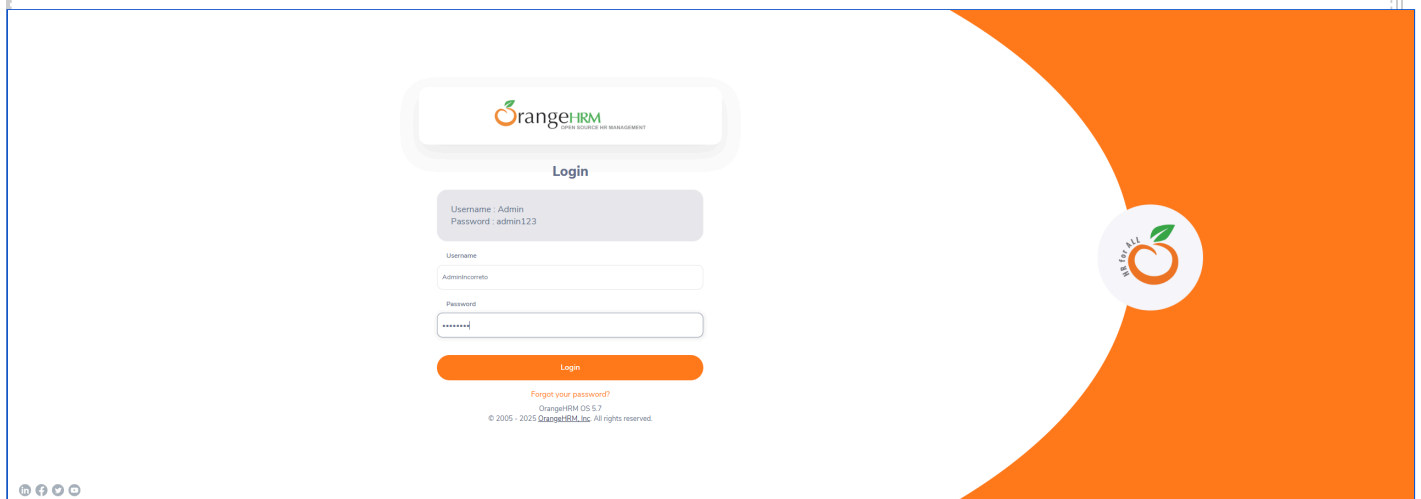 OrangeHRM
OPEN SOURCE HR MANAGEMENT
Login
Username : Admin
Password : admin123
Username
AdminIncorreto
Password
Login
Forgot your password?
OrangeHRM OS 5.7
© 2005 - 2025 OrangeHRM, Inc. All rights reserved.
HR for ALL